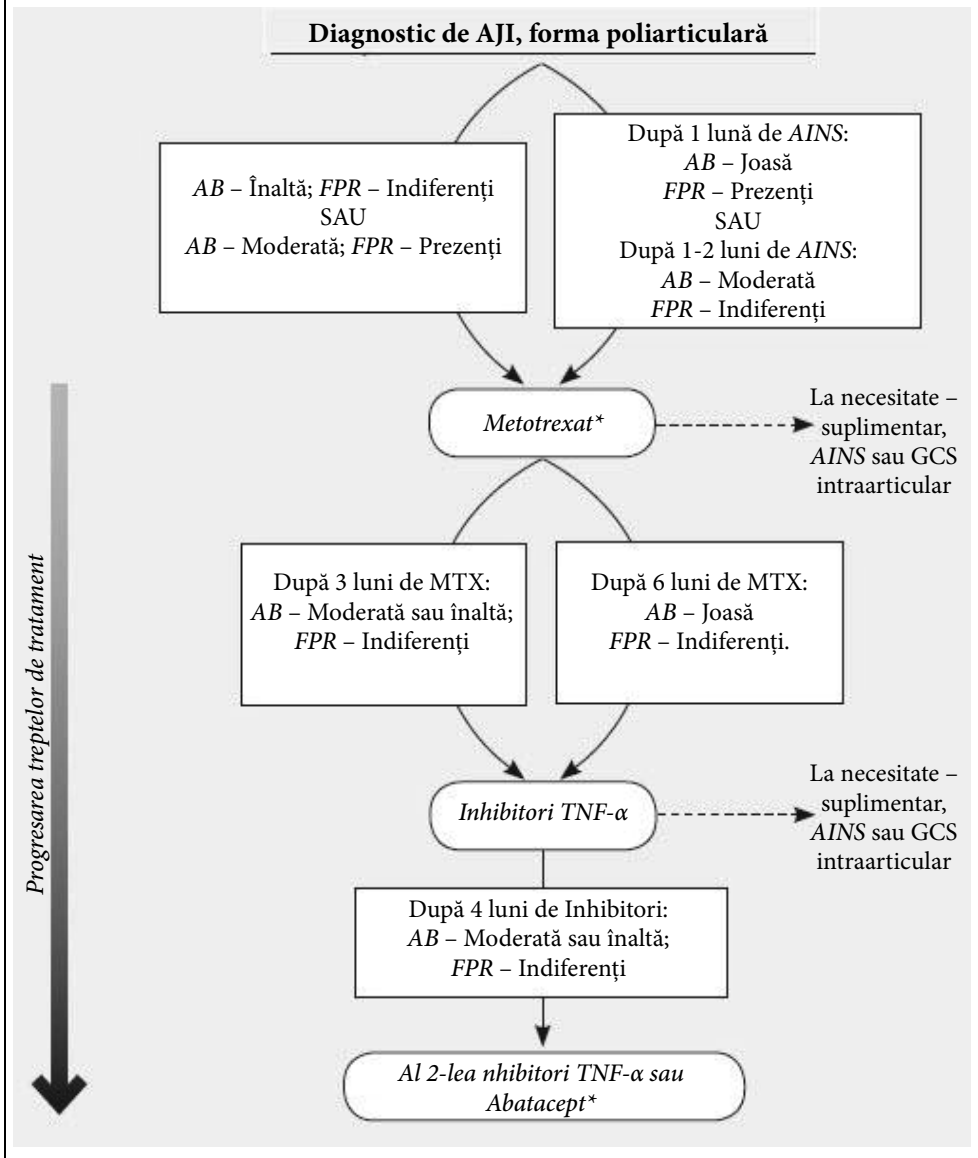 Diagnostic de AJI, forma poliarticulară
AB – Înaltă; FPR – Indiferenți
SAU
AB – Moderată; FPR – Prezenți
După 1 lună de AINS:
AB – Joasă
FPR – Prezenți
SAU
După 1-2 luni de AINS:
AB – Moderată
FPR – Indiferenți
Metotrexat*
La necesitate –
suplimentar,
AINS sau GCS
intraarticular
După 3 luni de MTX:
AB – Moderată sau înaltă;
FPR – Indiferenți
După 6 luni de MTX:
AB – Joasă
FPR – Indiferenți.
Inhibitori TNF-α
La necesitate –
suplimentar,
AINS sau GCS
intraarticular
După 4 luni de Inhibitori:
AB – Moderată sau înaltă;
FPR – Indiferenți
Al 2-lea nhibitori TNF-α sau
Abatacept*
Progresarea treptelor de tratament